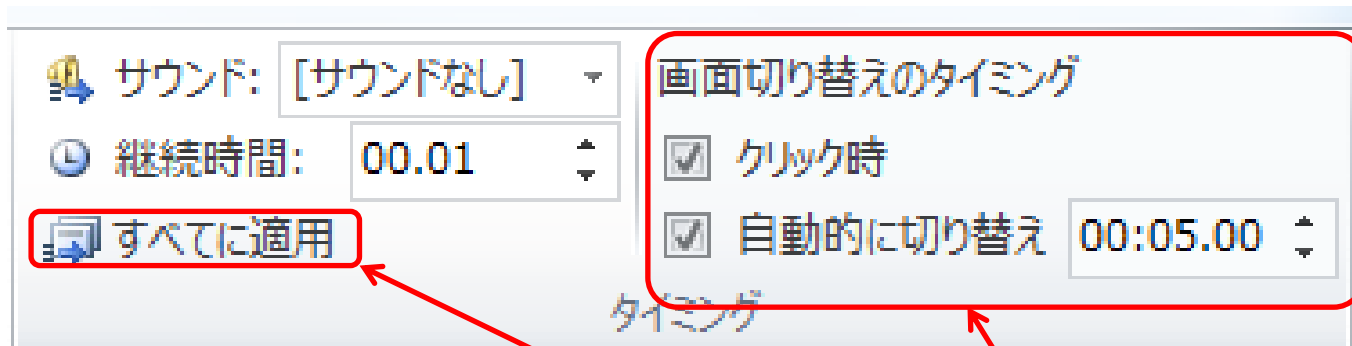 サウンド: [サウンドなし]
継続時間: 00.01
すべてに適用
画面切り替えのタイミング
クリック時
自動的に切り替え 00:05.00
タイミング